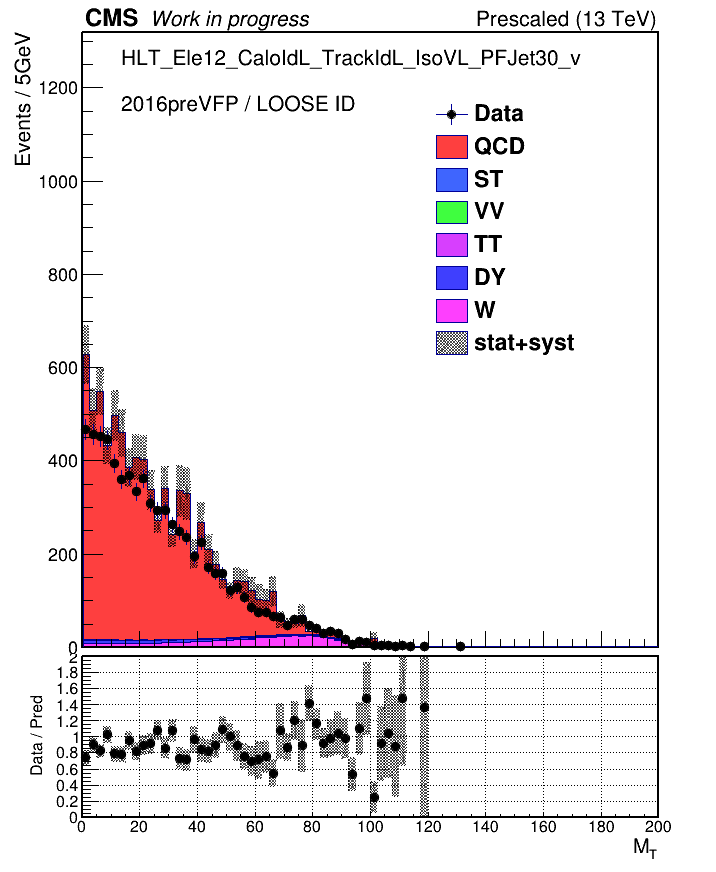 CMS Work in progress Prescaled (13 TeV)
HLT_Ele12_CaloIdL_TrackIdL_IsoVL_PFJet30_v
2016preVFP / LOOSE ID
Events / 5GeV
1200
1000
800
600
400
200
0
Data
QCD
ST
VV
TT
DY
W
stat+syst
Data / Pred
2
1.8
1.6
1.4
1.2
1
0.8
0.6
0.4
0.2
0
0 20 40 60 80 100 120 140 160 180 200
M_T